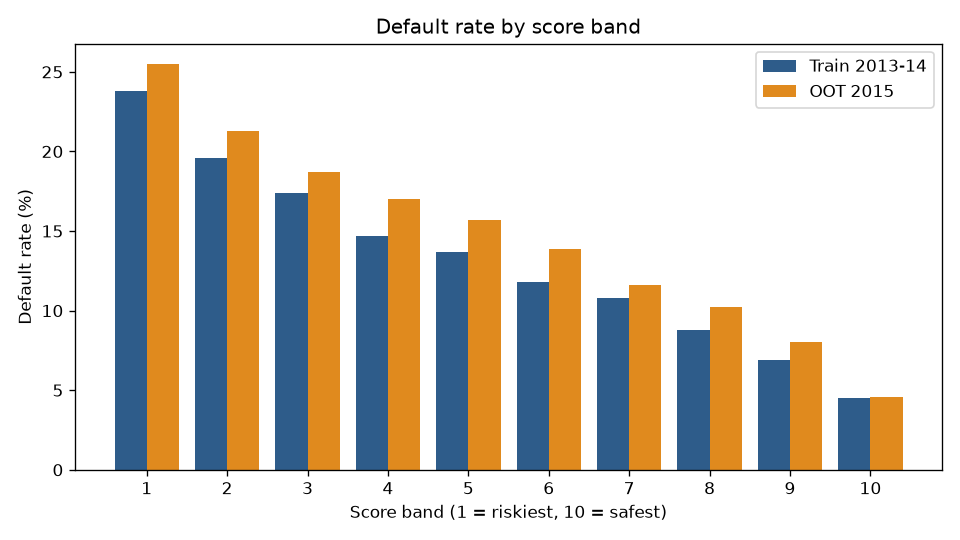 Default rate by score band
Train 2013-14
OOT 2015
Default rate (%)
25
20
15
10
5
0
1 2 3 4 5 6 7 8 9 10
Score band (1 = riskiest, 10 = safest)